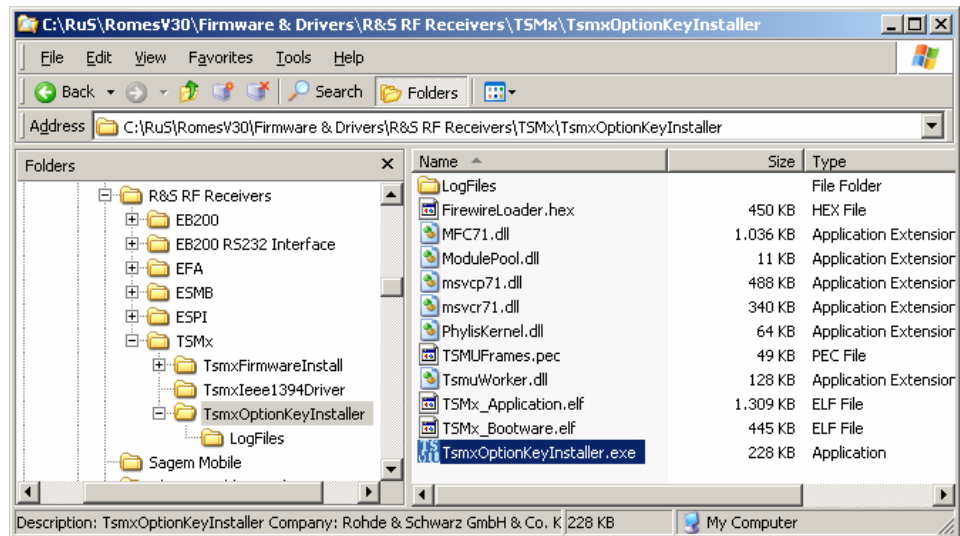 C:\RuS\RomesV30\Firmware & Drivers\R&S RF Receivers\TSMx\TsmxOptionKeyInstaller
File Edit View Favorites Tools Help
Back Search Folders
Address C:\RuS\RomesV30\Firmware & Drivers\R&S RF Receivers\TSMx\TsmxOptionKeyInstaller
Folders x
R&S RF Receivers
EB200
EB200 RS232 Interface
EFA
ESMB
ESPI
TSMx
TsmxFirmwareInstall
TsmxIeee1394Driver
TsmxOptionKeyInstaller
LogFiles
Sagem Mobile
Name Size Type
LogFiles File Folder
FirewireLoader.hex 450 KB HEX File
MFC71.dll 1.036 KB Application Extension
ModulePool.dll 11 KB Application Extension
msvcp71.dll 488 KB Application Extension
msvcr71.dll 340 KB Application Extension
PhylisKernel.dll 64 KB Application Extension
TSMUFrames.pec 49 KB PEC File
TsmuWorker.dll 128 KB Application Extension
TSMx_Application.elf 1.309 KB ELF File
TSMx_Bootware.elf 445 KB ELF File
TsmxOptionKeyInstaller.exe 228 KB Application
Description: TsmxOptionKeyInstaller Company: Rohde & Schwarz GmbH & Co. K 228 KB My Computer